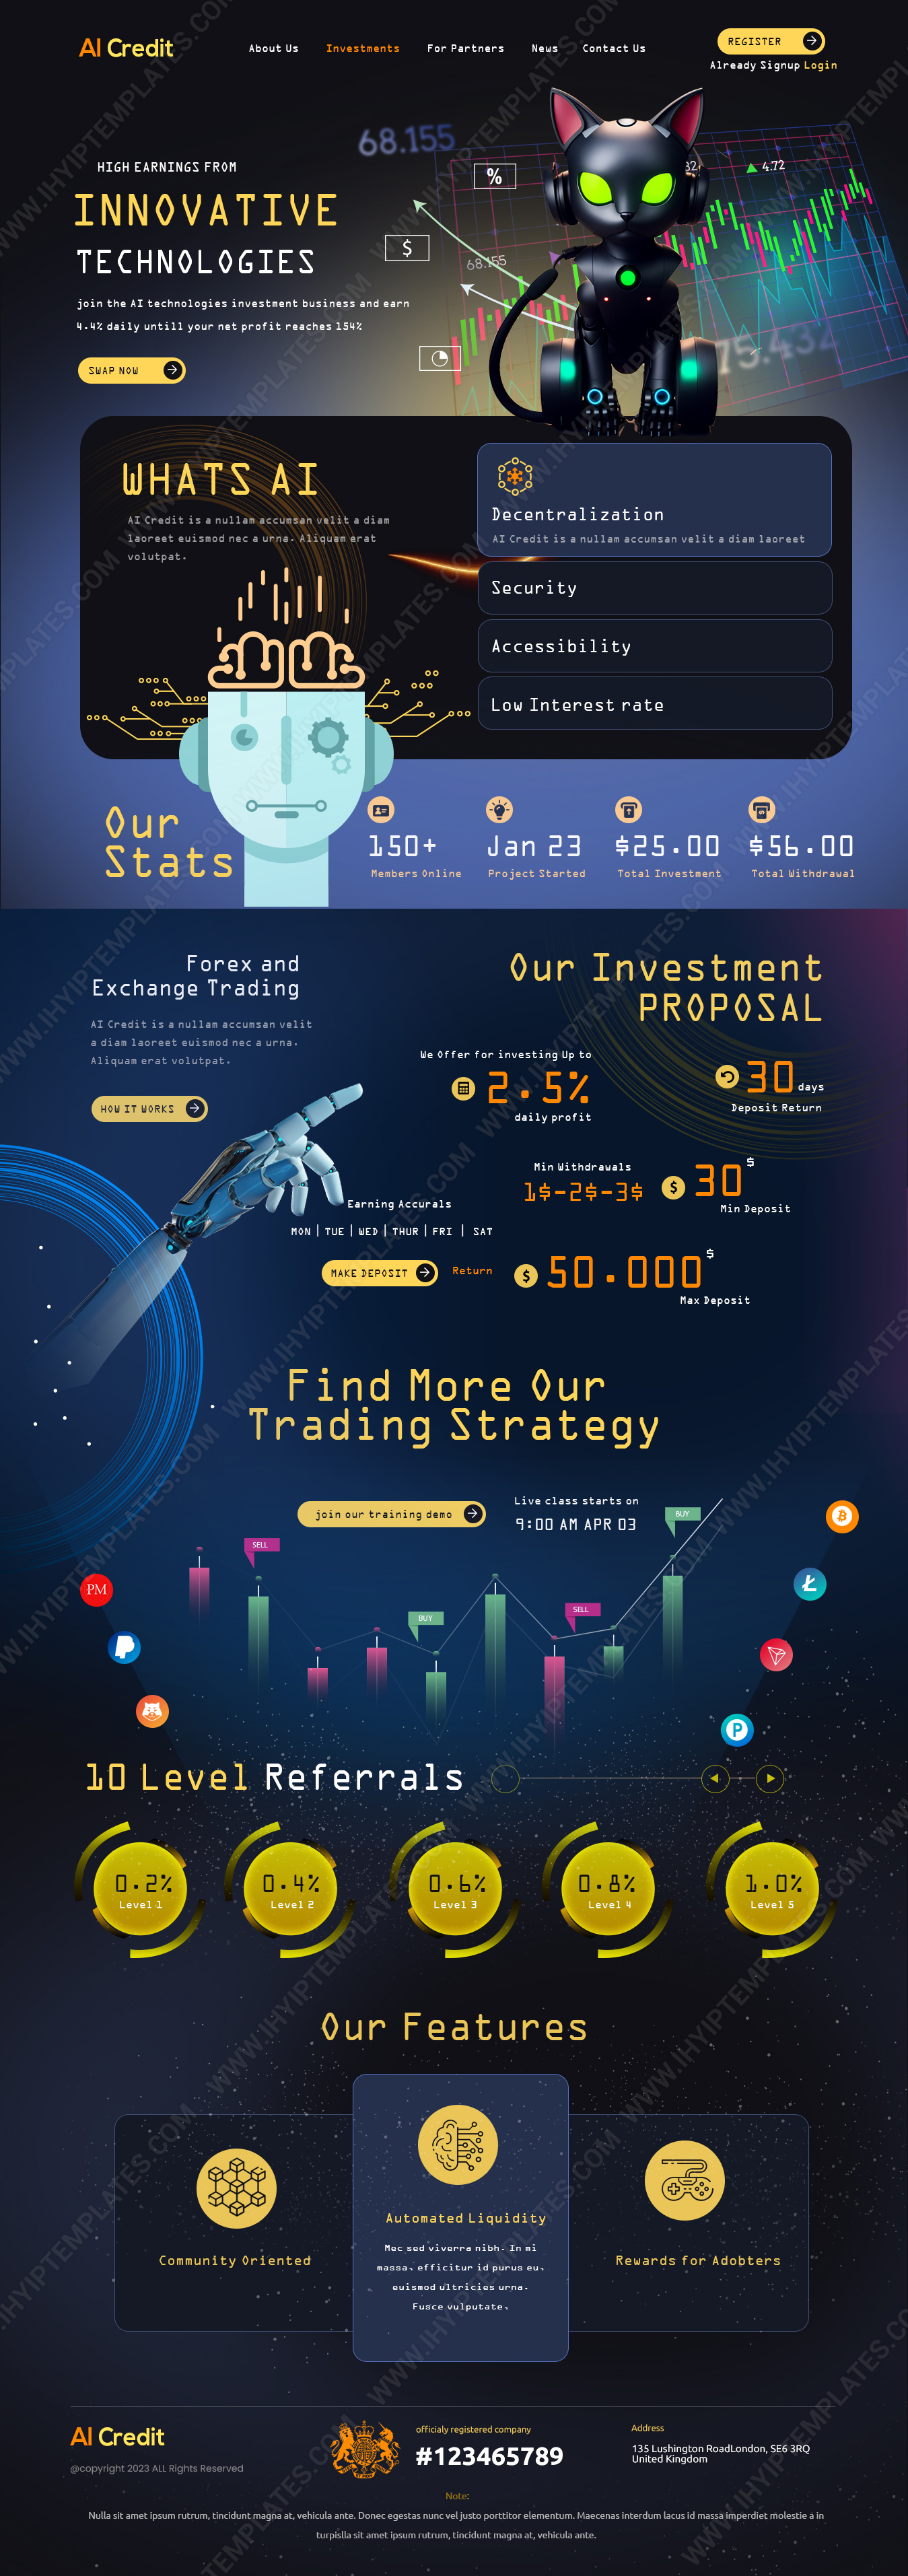 AI Credit
About Us
Investments
For Partners
News
Contact Us
REGISTER
Already Signup Login
68.155
%
4.72
$
68.155
75.432
HIGH EARNINGS FROM
INNOVATIVE
TECHNOLOGIES
join the AI technologies investment business and earn
4.4% daily untill your net profit reaches 154%
SWAP NOW
WHATS AI
AI Credit is a nullam accumsan velit a diam
laoreet euismod nec a urna. Aliquam erat
volutpat.
Decentralization
AI Credit is a nullam accumsan velit a diam laoreet
Security
Accessibility
Low Interest rate
Our
Stats
150+
Members Online
Jan 23
Project Started
$25.00
Total Investment
$56.00
Total Withdrawal
Forex and
Exchange Trading
AI Credit is a nullam accumsan velit
a diam laoreet euismod nec a urna.
Aliquam erat volutpat.
HOW IT WORKS
Our Investment
PROPOSAL
We Offer for investing Up to
2.5%
daily profit
30 days
Deposit Return
Min Withdrawals
1$-2$-3$
$ 30 $
Min Deposit
Earning Accurals
MON | TUE | WED | THUR | FRI | SAT
MAKE DEPOSIT
Return
$ 50.000 $
Max Deposit
Find More Our
Trading Strategy
join our training demo
Live class starts on
9:00 AM APR 03
SELL
BUY
SELL
BUY
PM
10 Level Referrals
0.2%
Level 1
0.4%
Level 2
0.6%
Level 3
0.8%
Level 4
1.0%
Level 5
Our Features
Community Oriented
Automated Liquidity
Mec sed viverra nibh. In mi
massa, efficitur id purus eu,
euismod ultricies urna.
Fusce vulputate,
Rewards for Adobters
AI Credit
@copyright 2023 ALL Rights Reserved
officialy registered company
#123465789
Address
135 Lushington RoadLondon, SE6 3RQ
United Kingdom
Note:
Nulla sit amet ipsum rutrum, tincidunt magna at, vehicula ante. Donec egestas nunc vel justo porttitor elementum. Maecenas interdum lacus id massa imperdiet molestie a in
turpislla sit amet ipsum rutrum, tincidunt magna at, vehicula ante.
WWW.IHYIPTEMPLATES.COM